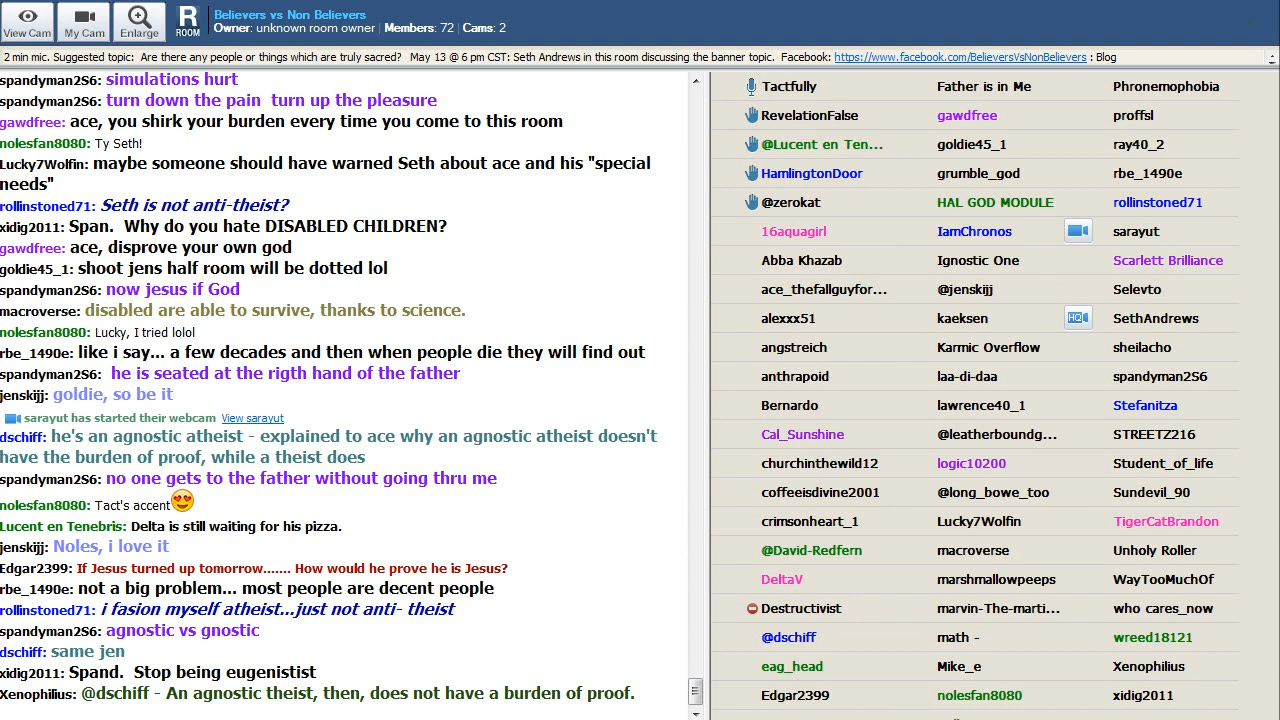 View Cam
My Cam
Enlarge
R
ROOM
Believers vs Non Believers
Owner: unknown room owner | Members: 72 | Cams: 2
2 min mic. Suggested topic: Are there any people or things which are truly sacred? May 13 @ 6 pm CST: Seth Andrews in this room discussing the banner topic. Facebook: https://www.facebook.com/BelieversVsNonBelievers : Blog
spandyman2S6: simulations hurt
spandyman2S6: turn down the pain turn up the pleasure
gawdfree: ace, you shirk your burden every time you come to this room
nolesfan8080: Ty Seth!
Lucky7Wolfin: maybe someone should have warned Seth about ace and his "special
needs"
rollinstoned71: Seth is not anti-theist?
xidig2011: Span. Why do you hate DISABLED CHILDREN?
gawdfree: ace, disprove your own god
goldie45_1: shoot jens half room will be dotted lol
spandyman2S6: now jesus if God
macroverse: disabled are able to survive, thanks to science.
nolesfan8080: Lucky, I tried lolol
rbe_1490e: like i say... a few decades and then when people die they will find out
spandyman2S6: he is seated at the rigth hand of the father
jenskijj: goldie, so be it
sarayut has started their webcam View sarayut
dschiff: he's an agnostic atheist - explained to ace why an agnostic atheist doesn't
have the burden of proof, while a theist does
spandyman2S6: no one gets to the father without going thru me
nolesfan8080: Tact's accent
Lucent en Tenebris: Delta is still waiting for his pizza.
jenskijj: Noles, i love it
Edgar2399: If Jesus turned up tomorrow....... How would he prove he is Jesus?
rbe_1490e: not a big problem... most people are decent people
rollinstoned71: i fasion myself atheist...just not anti- theist
spandyman2S6: agnostic vs gnostic
dschiff: same jen
xidig2011: Spand. Stop being eugenistist
Xenophilius: @dschiff - An agnostic theist, then, does not have a burden of proof.
Tactfully Father is in Me Phronemophobia
RevelationFalse gawdfree proffsl
@Lucent en Ten... goldie45_1 ray40_2
HamlingtonDoor grumble_god rbe_1490e
@zerokat HAL GOD MODULE rollinstoned71
16aquagirl IamChronos sarayut
Abba Khazab Ignostic One Scarlett Brilliance
ace_thefallguyfor... @jenskijj Selevto
alexxx51 kaeksen HQ SethAndrews
angstreich Karmic Overflow sheilacho
anthrapoid laa-di-daa spandyman2S6
Bernardo lawrence40_1 Stefanitza
Cal_Sunshine @leatherboundg... STREETZ216
churchinthewild12 logic10200 Student_of_life
coffeeisdivine2001 @long_bowe_too Sundevil_90
crimsonheart_1 Lucky7Wolfin TigerCatBrandon
@David-Redfern macroverse Unholy Roller
DeltaV marshmallowpeeps WayTooMuchOf
Destructivist marvin-The-marti... who cares_now
@dschiff math - wreed18121
eag_head Mike_e Xenophilius
Edgar2399 nolesfan8080 xidig2011